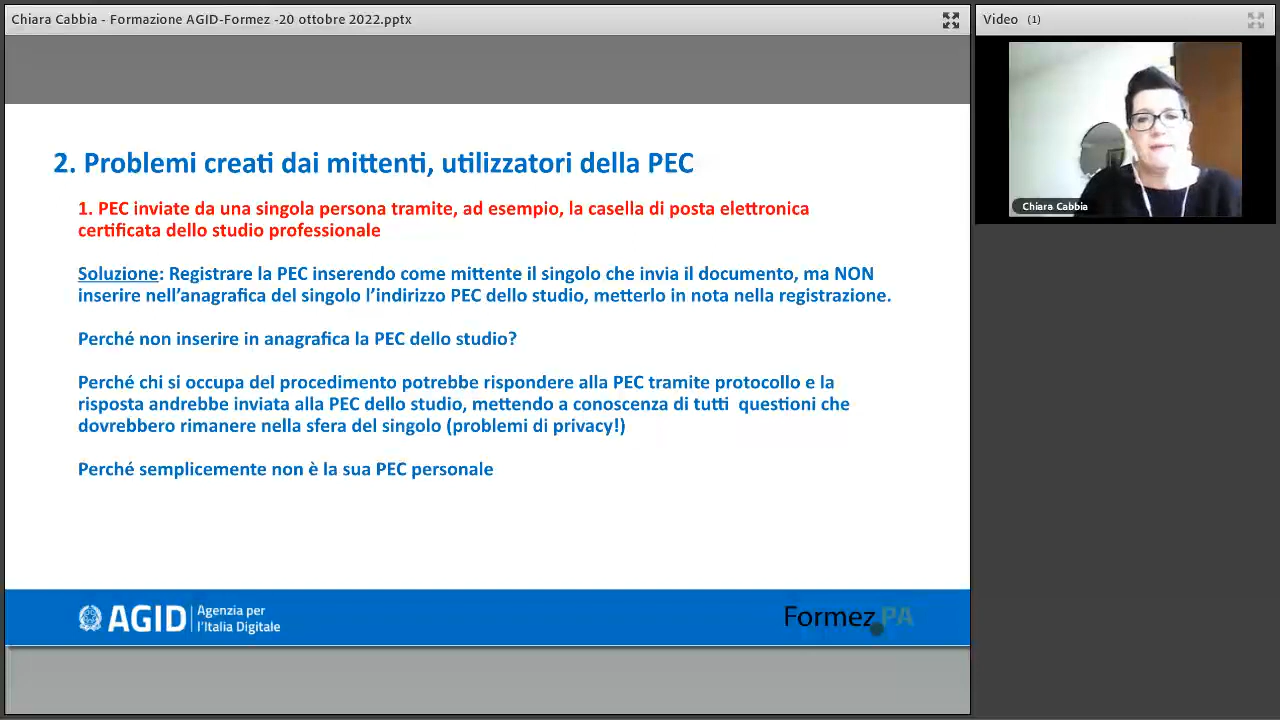 Chiara Cabbia - Formazione AGID-Formez -20 ottobre 2022.pptx
Video (1)
Chiara Cabbia
2. Problemi creati dai mittenti, utilizzatori della PEC
1. PEC inviate da una singola persona tramite, ad esempio, la casella di posta elettronica
certificata dello studio professionale
Soluzione: Registrare la PEC inserendo come mittente il singolo che invia il documento, ma NON
inserire nell’anagrafica del singolo l’indirizzo PEC dello studio, metterlo in nota nella registrazione.
Perché non inserire in anagrafica la PEC dello studio?
Perché chi si occupa del procedimento potrebbe rispondere alla PEC tramite protocollo e la
risposta andrebbe inviata alla PEC dello studio, mettendo a conoscenza di tutti questioni che
dovrebbero rimanere nella sfera del singolo (problemi di privacy!)
Perché semplicemente non è la sua PEC personale
AGID
Agenzia per
l’Italia Digitale
Formez PA